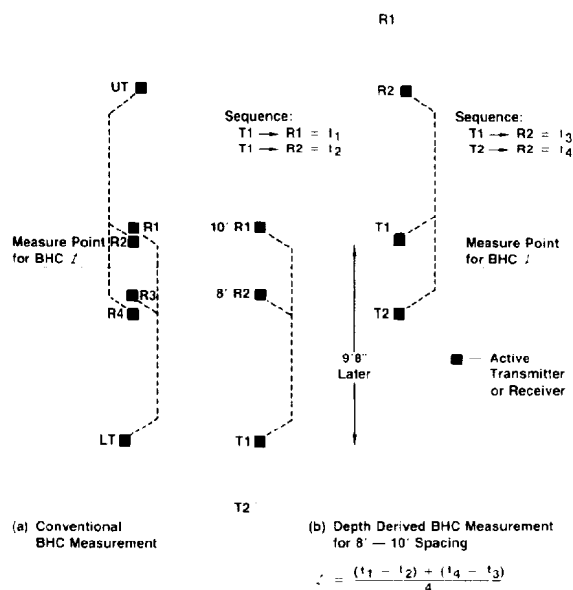 R1
UT
R2
Sequence:
T1 → R1 = t₁
T1 → R2 = t₂
Sequence:
T1 → R2 = t₃
T2 → R2 = t₄
R1
R2
Measure Point
for BHC
R3
R4
LT
10' R1
8' R2
T1
T2
9'8"
Later
T1
T2
Measure Point
for BHC
— Active
Transmitter
or Receiver
(a) Conventional
BHC Measurement
(b) Depth Derived BHC Measurement
for 8' — 10' Spacing
= (t₁ - t₂) + (t₄ - t₃)
4